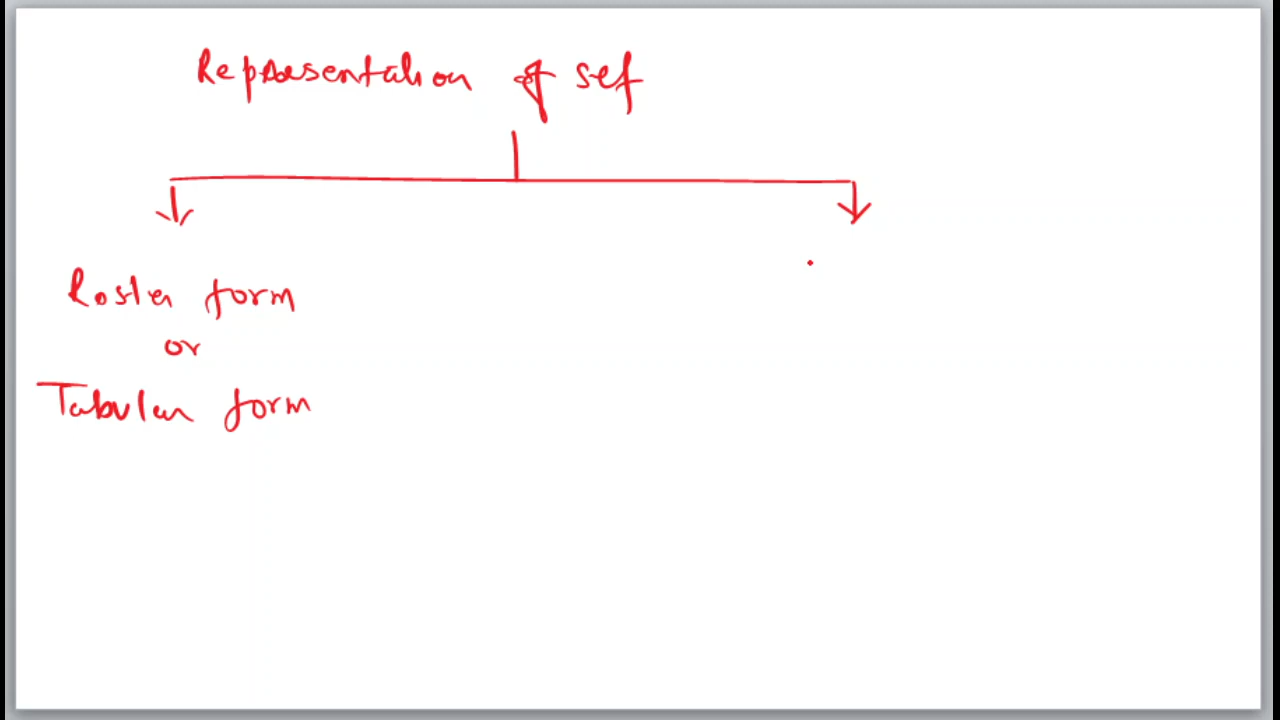 Representation of set
Roster form
or
Tabular form